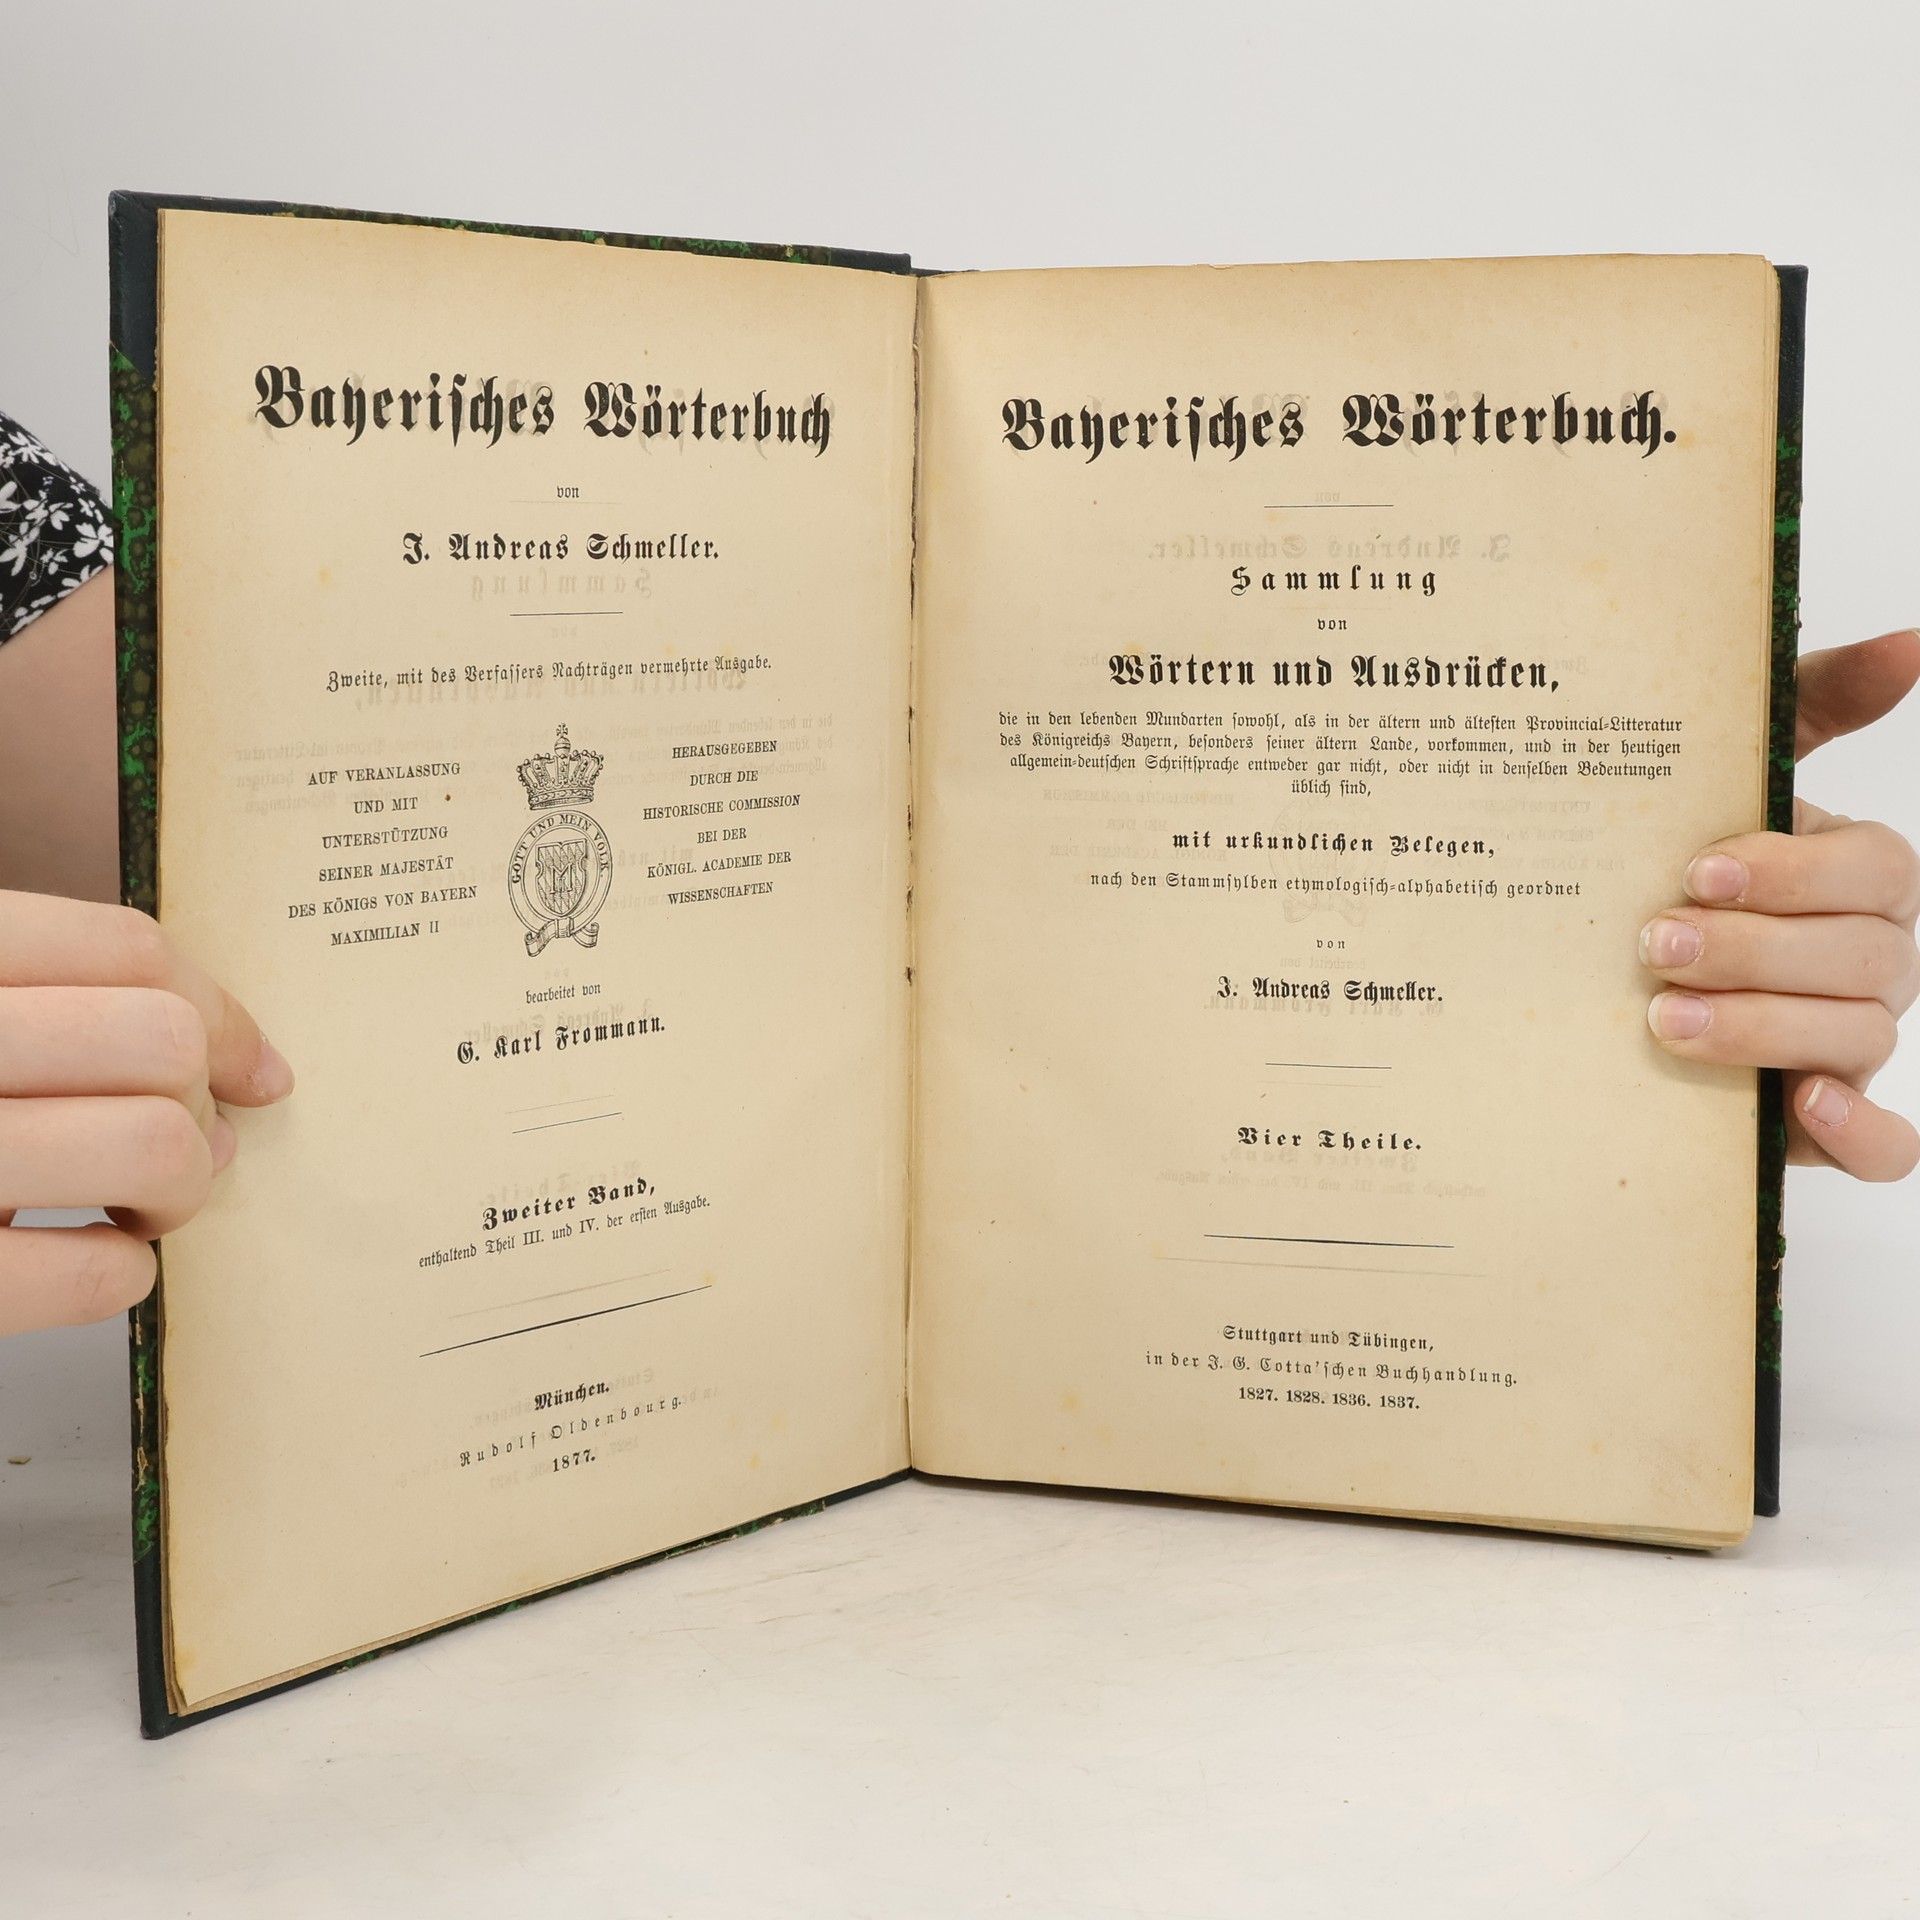 Bayerisches Wörterbuch
von
J. Andreas Schmeller.
Zweite, mit des Verfassers Nachträgen vermehrte Ausgabe.
AUF VERANLASSUNG
UND MIT
UNTERSTÜTZUNG
SEINER MAJESTÄT
DES KÖNIGS VON BAYERN
MAXIMILIAN II
GOTT UND MEIN VOLK.
M
HERAUSGEGEBEN
DURCH DIE
HISTORISCHE COMMISSION
BEI DER
KÖNIGL. ACADEMIE DER
WISSENSCHAFTEN
bearbeitet von
G. Karl Frommann.
Zweiter Band,
enthaltend Theil III. und IV. der ersten Ausgabe.
München.
Rudolf Oldenbourg.
1877.
Bayerisches Wörterbuch.
Sammlung
von
Wörtern und Ausdrücken,
die in den lebenden Mundarten sowohl, als in der ältern und ältesten Provincial-Litteratur
des Königreichs Bayern, besonders seiner ältern Lande, vorkommen, und in der heutigen
allgemein-deutschen Schriftsprache entweder gar nicht, oder nicht in denselben Bedeutungen
üblich sind,
mit urkundlichen Belegen,
nach den Stammsylben etymologisch-alphabetisch geordnet
von
J. Andreas Schmeller.
Vier Theile.
Stuttgart und Tübingen,
in der J. G. Cotta'schen Buchhandlung.
1827. 1828. 1836. 1837.